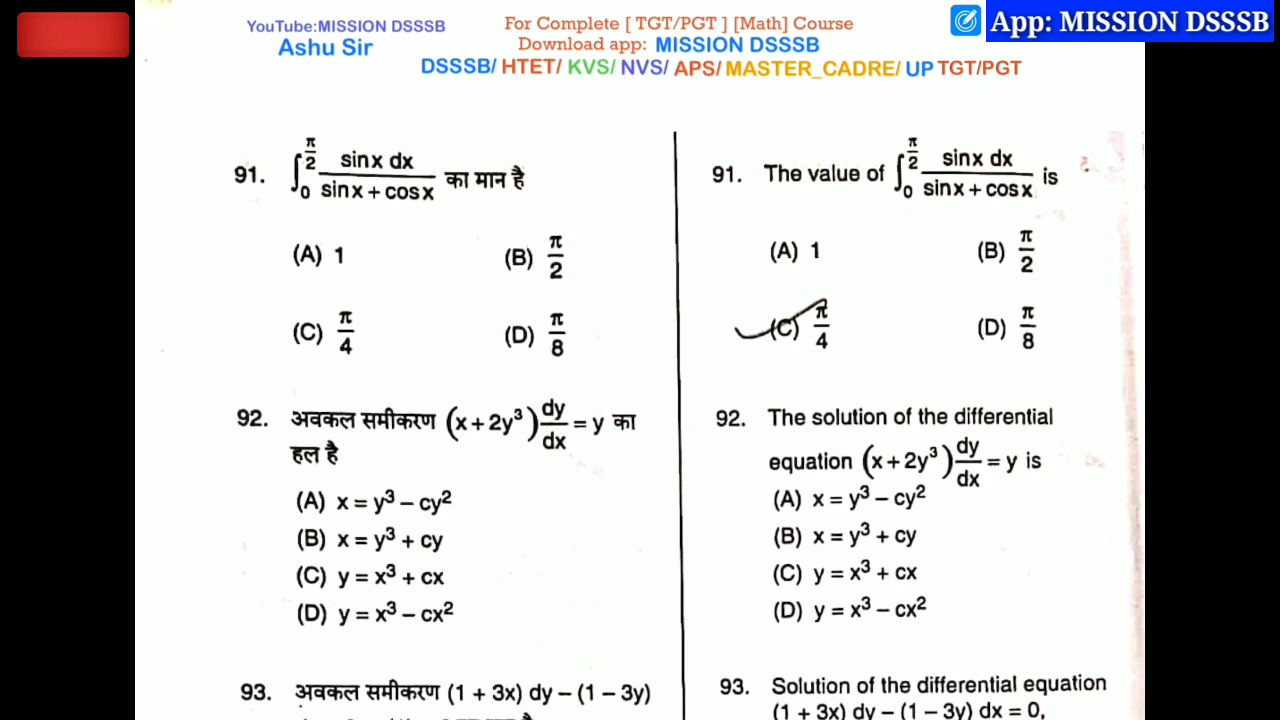 YouTube:MISSION DSSSB
Ashu Sir
For Complete [ TGT/PGT ] [Math] Course
Download app: MISSION DSSSB
DSSSB/ HTET/ KVS/ NVS/ APS/ MASTER_CADRE/ UP TGT/PGT
App: MISSION DSSSB
91. ∫₀^(π/2) sinx dx / (sinx + cosx) का मान है
(A) 1 (B) π/2
(C) π/4 (D) π/8
92. अवकल समीकरण (x + 2y³) dy/dx = y का
हल है
(A) x = y³ – cy²
(B) x = y³ + cy
(C) y = x³ + cx
(D) y = x³ – cx²
93. अवकल समीकरण (1 + 3x) dy – (1 – 3y)
91. The value of ∫₀^(π/2) sinx dx / (sinx + cosx) is
(A) 1 (B) π/2
(C) π/4 (D) π/8
92. The solution of the differential
equation (x + 2y³) dy/dx = y is
(A) x = y³ – cy²
(B) x = y³ + cy
(C) y = x³ + cx
(D) y = x³ – cx²
93. Solution of the differential equation
(1 + 3x) dy – (1 – 3y) dx = 0,